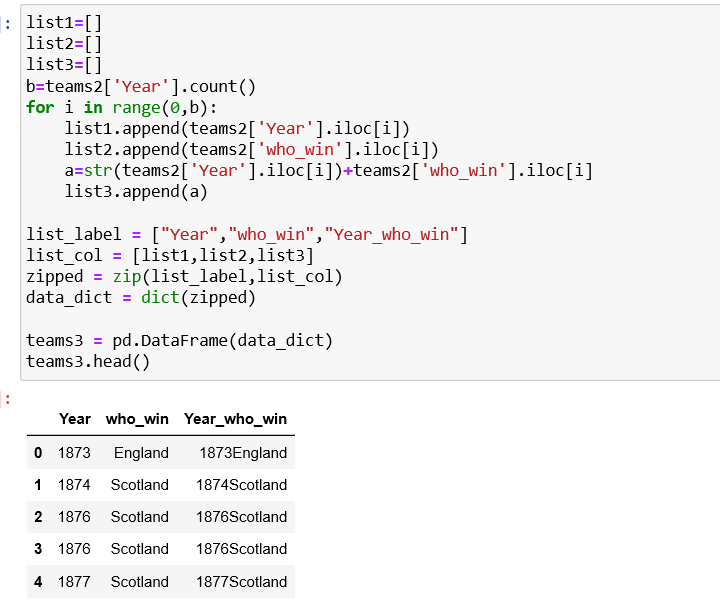 ]:
list1=[]
list2=[]
list3=[]
b=teams2['Year'].count()
for i in range(0,b):
    list1.append(teams2['Year'].iloc[i])
    list2.append(teams2['who_win'].iloc[i])
    a=str(teams2['Year'].iloc[i])+teams2['who_win'].iloc[i]
    list3.append(a)

list_label = ["Year","who_win","Year_who_win"]
list_col = [list1,list2,list3]
zipped = zip(list_label,list_col)
data_dict = dict(zipped)

teams3 = pd.DataFrame(data_dict)
teams3.head()
]:
Year who_win Year_who_win
0 1873 England 1873England
1 1874 Scotland 1874Scotland
2 1876 Scotland 1876Scotland
3 1876 Scotland 1876Scotland
4 1877 Scotland 1877Scotland